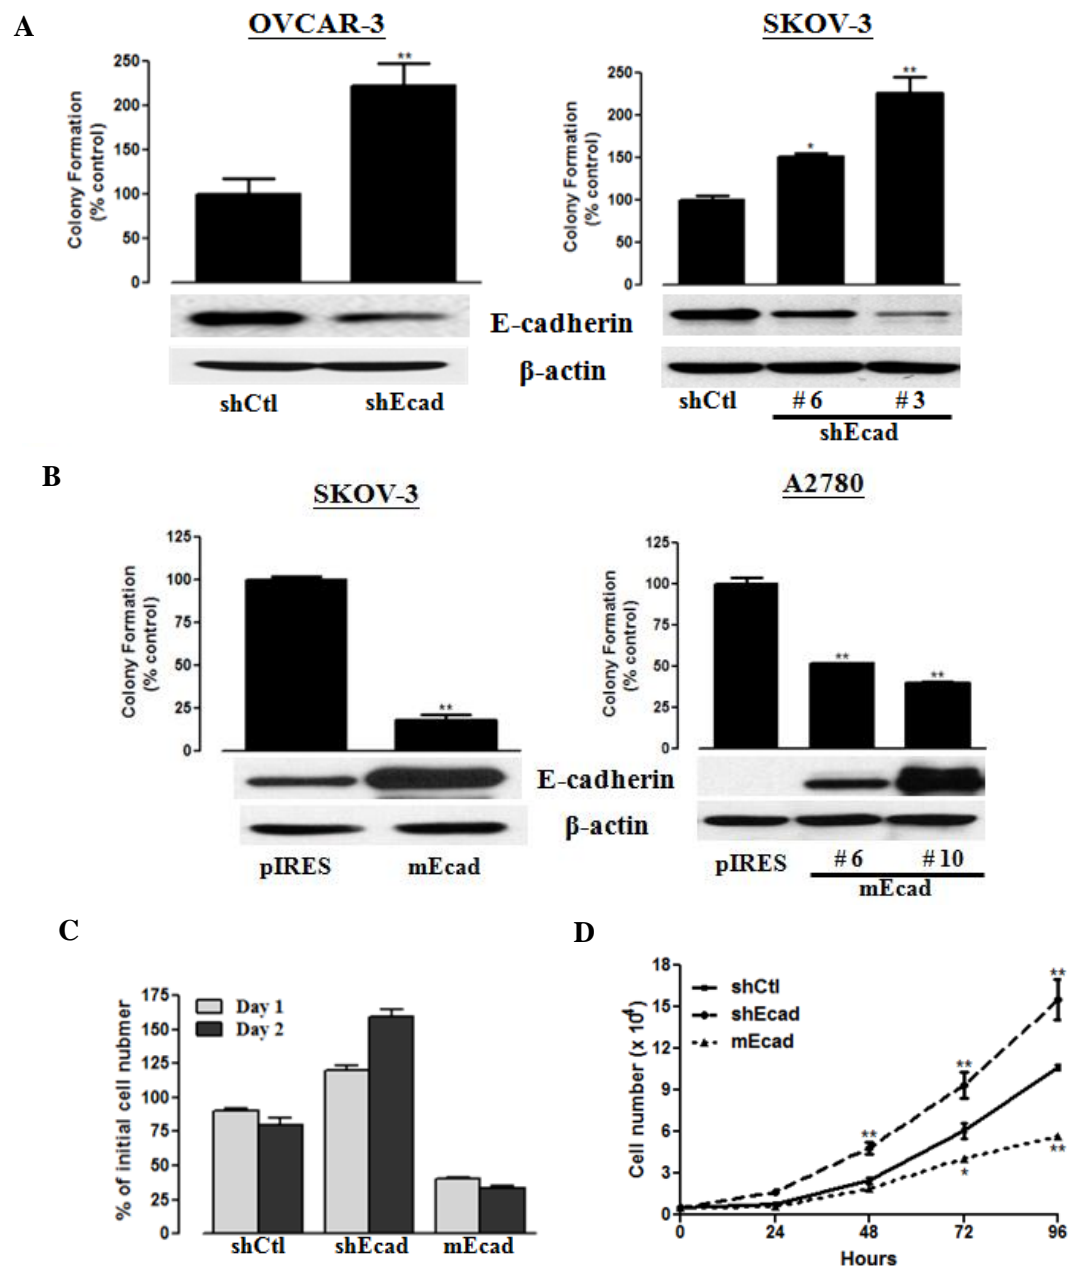 A
OVCAR-3
SKOV-3
Colony Formation
(% control)
250
200
150
100
50
0
**
Colony Formation
(% control)
250
200
150
100
50
0
*
**
E-cadherin
β-actin
shCtl
shEcad
shCtl
# 6
# 3
shEcad
B
SKOV-3
A2780
Colony Formation
(% control)
125
100
75
50
25
0
**
Colony Formation
(% control)
125
100
75
50
25
0
**
**
E-cadherin
β-actin
pIRES
mEcad
pIRES
# 6
# 10
mEcad
C
% of initial cell nubmer
175
150
125
100
75
50
25
0
Day 1
Day 2
shCtl
shEcad
mEcad
D
Cell number (x 10⁴)
18
15
12
9
6
3
0
shCtl
shEcad
mEcad
**
**
*
**
**
0
24
48
72
96
Hours